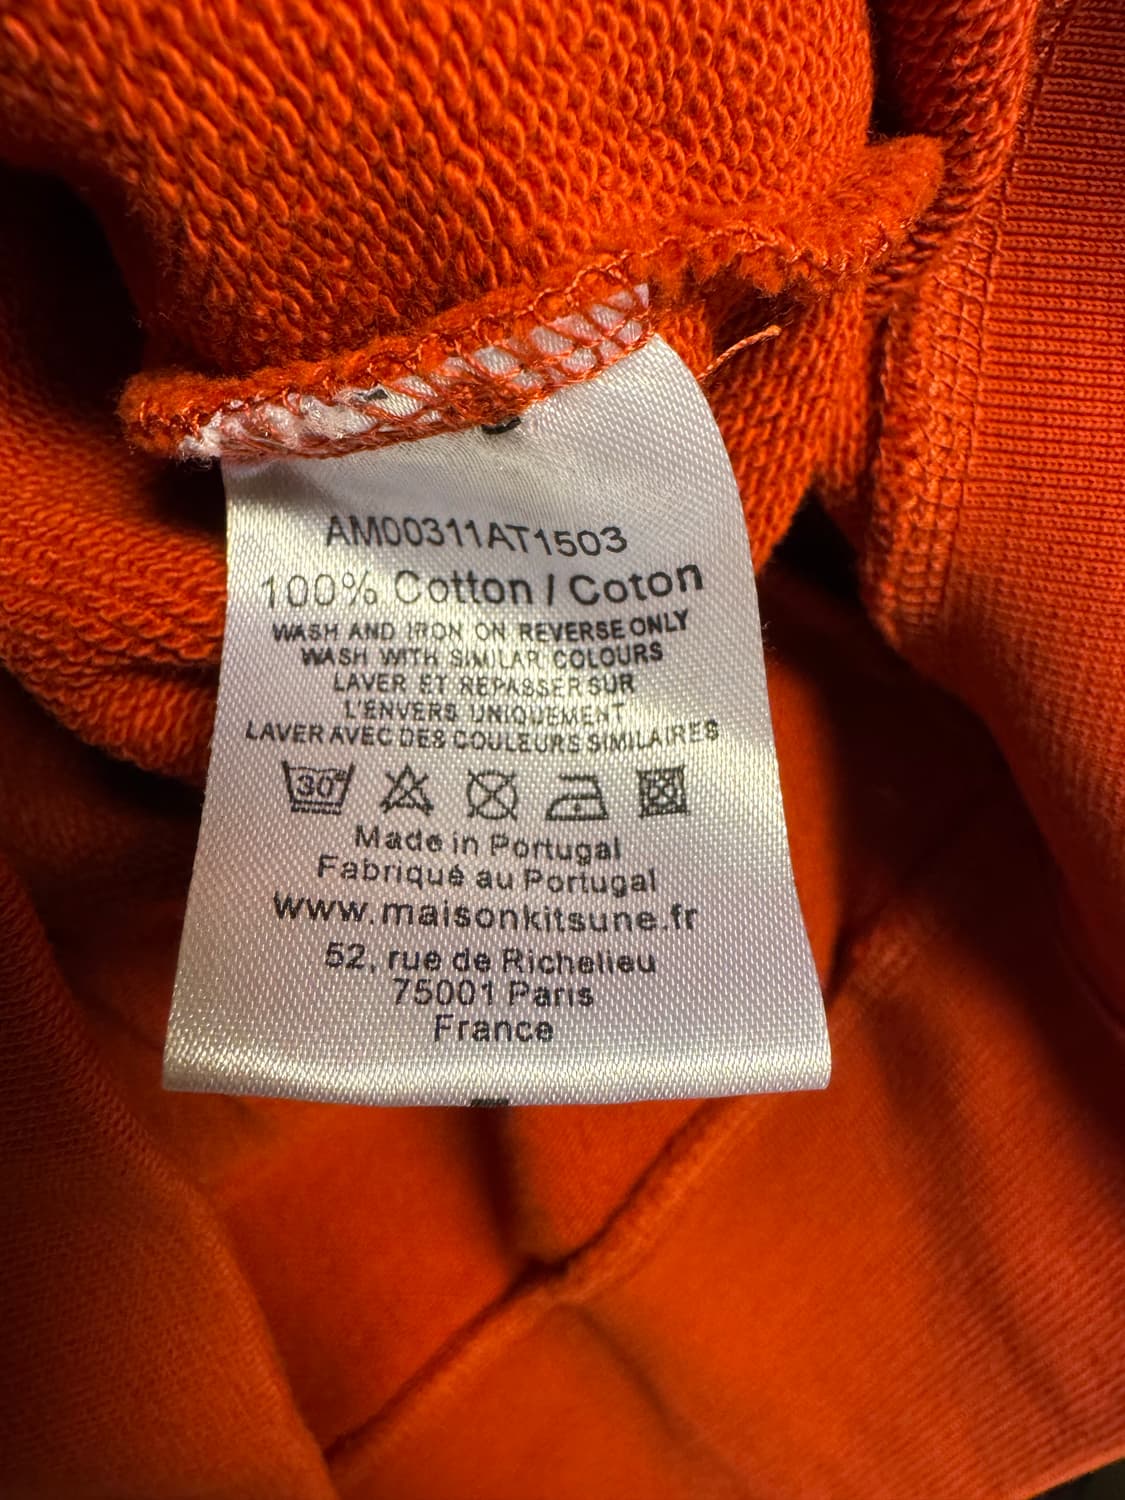 AM00311AT1503
100% Cotton / Coton
WASH AND IRON ON REVERSE ONLY
WASH WITH SIMILAR COLOURS
LAVER ET REPASSER SUR
L'ENVERS UNIQUEMENT
LAVER AVEC DES COULEURS SIMILAIRES
30°
Made in Portugal
Fabriqué au Portugal
www.maisonkitsune.fr
52, rue de Richelieu
75001 Paris
France